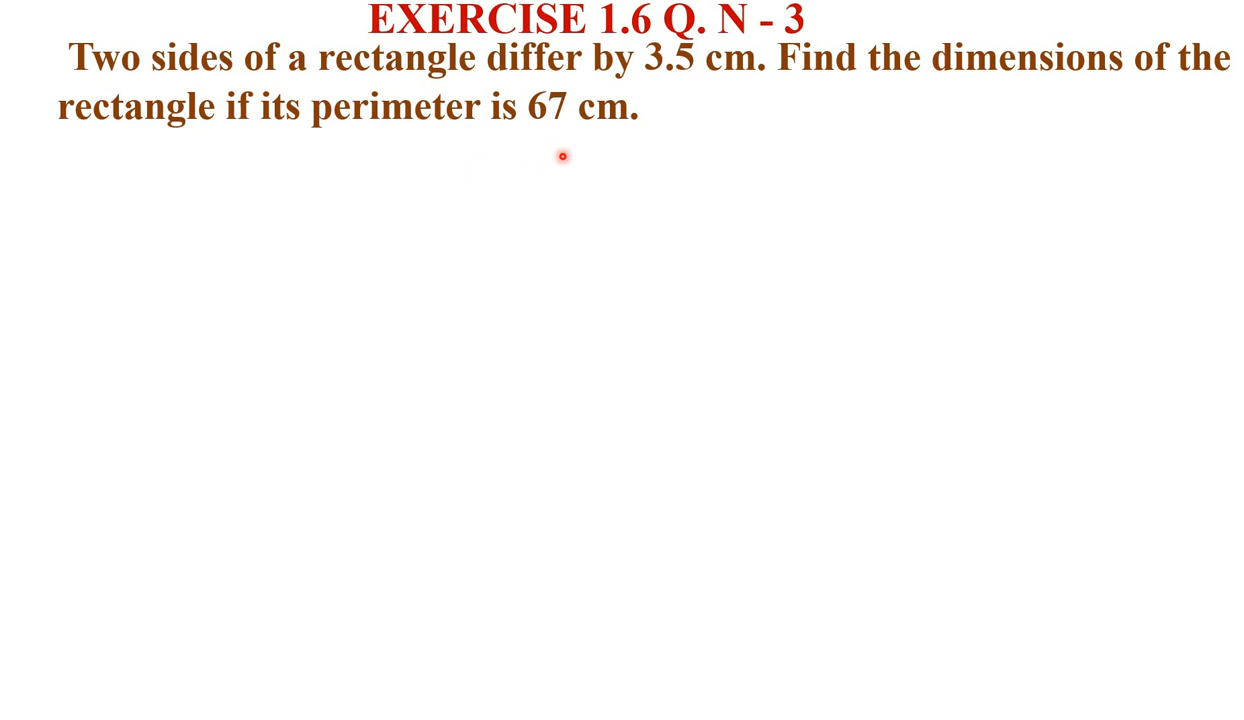 EXERCISE 1.6 Q. N - 3
Two sides of a rectangle differ by 3.5 cm. Find the dimensions of the
rectangle if its perimeter is 67 cm.